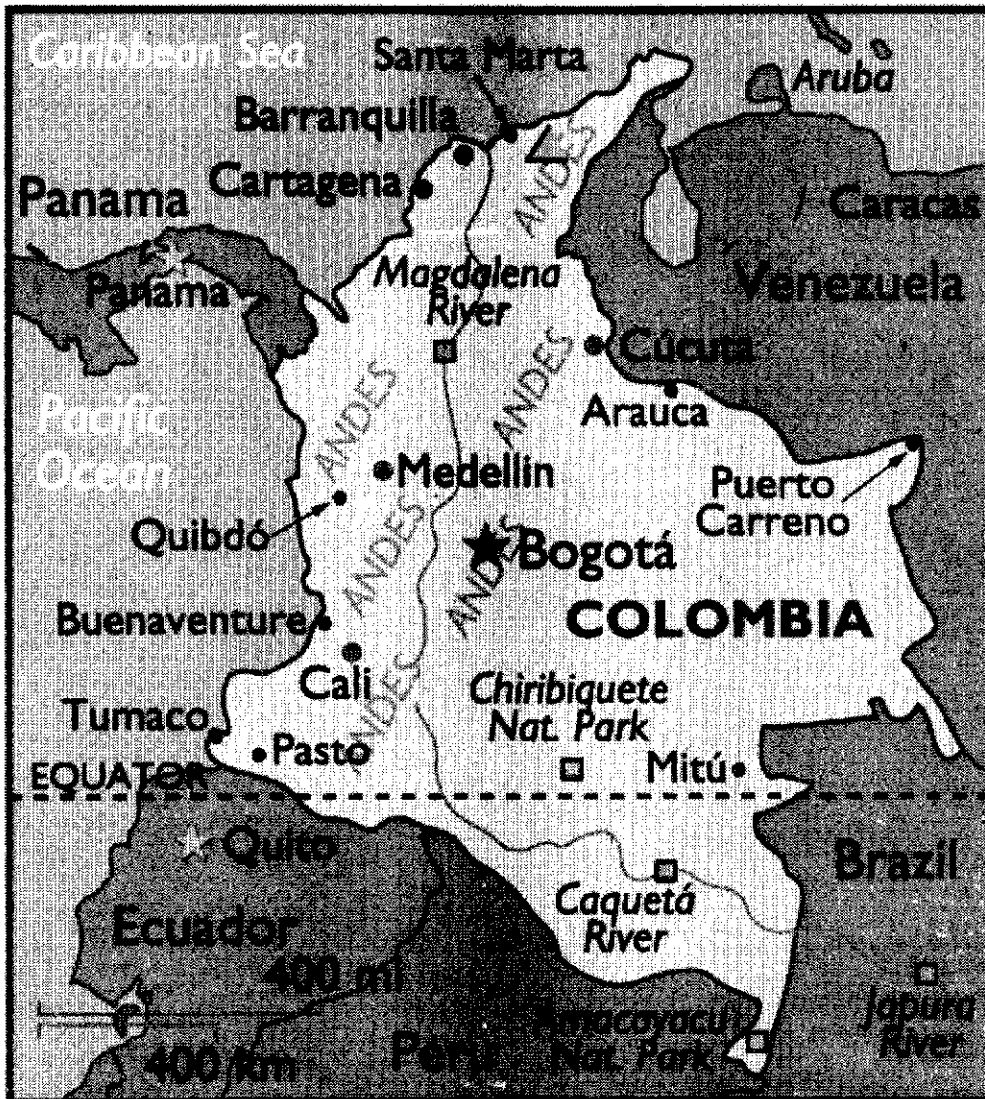 Caribbean Sea
Santa Marta
Aruba
Barranquilla
Cartagena
ANDES
Panama
Caracas
Magdalena
River
Venezuela
Panama
Cúcuta
ANDES
ANDES
Arauca
Pacific
Ocean
Medellin
Puerto
Carreno
Quibdó
ANDES
ANDES
Bogotá
Buenaventure
COLOMBIA
Cali
Chiribiquete
Nat. Park
ANDES
Tumaco
Pasto
Mitú
EQUATOR
Quito
Brazil
Caquetá
River
Ecuador
400 mi
Japura
River
Amacayacu
Nat. Park
Peru
400 km